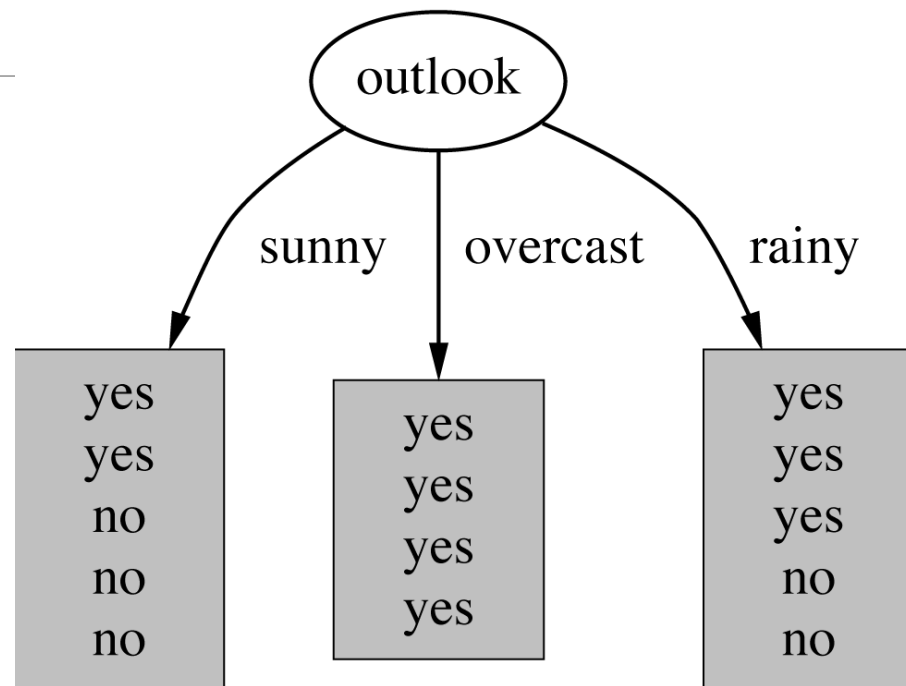 outlook
sunny overcast rainy
yes
yes
no
no
no
yes
yes
yes
yes
yes
yes
yes
no
no